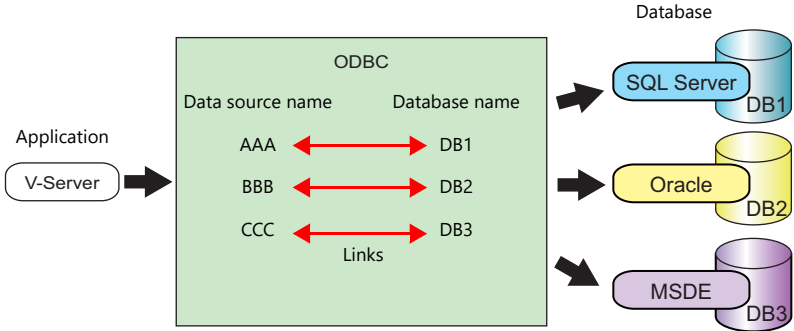 Database
ODBC
Data source name Database name
AAA DB1
BBB DB2
CCC DB3
Links
Application
V-Server
SQL Server
DB1
Oracle
DB2
MSDE
DB3